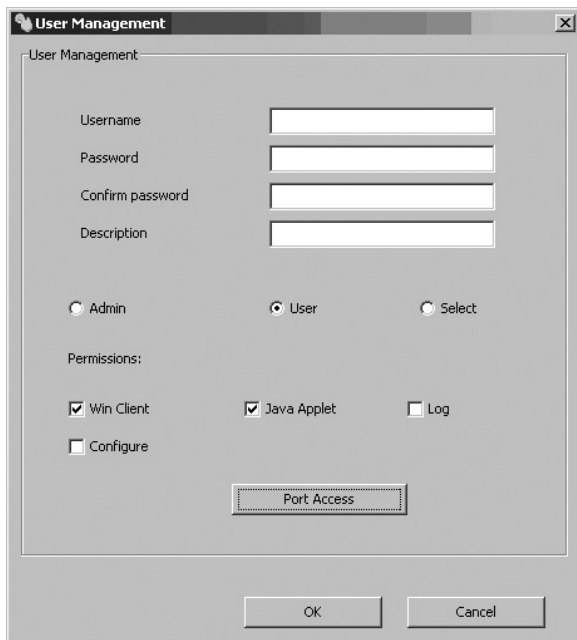 User Management
User Management
Username
Password
Confirm password
Description
Admin User Select
Permissions:
Win Client Java Applet Log
Configure
Port Access
OK Cancel